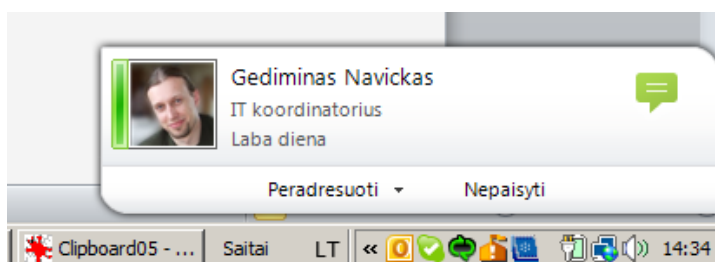 Gediminas Navickas
IT koordinatorius
Laba diena
Peradresuoti Nepaisyti
Clipboard05 - ... Saitai LT « 14:34